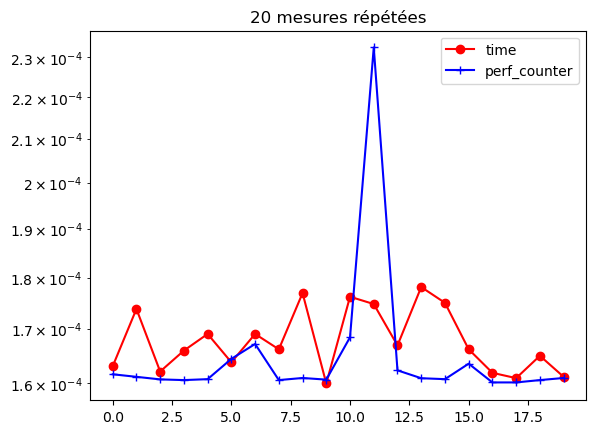 20 mesures répétées
time
perf_counter
2.3 × 10⁻⁴
2.2 × 10⁻⁴
2.1 × 10⁻⁴
2 × 10⁻⁴
1.9 × 10⁻⁴
1.8 × 10⁻⁴
1.7 × 10⁻⁴
1.6 × 10⁻⁴
0.0 2.5 5.0 7.5 10.0 12.5 15.0 17.5